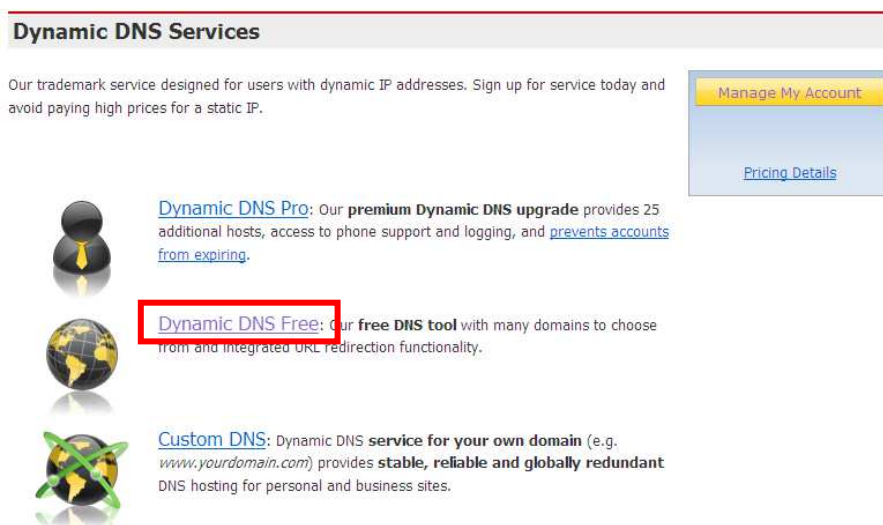 Dynamic DNS Services
Our trademark service designed for users with dynamic IP addresses. Sign up for service today and
avoid paying high prices for a static IP.
Manage My Account
Pricing Details
Dynamic DNS Pro: Our premium Dynamic DNS upgrade provides 25
additional hosts, access to phone support and logging, and prevents accounts
from expiring.
Dynamic DNS Free: Our free DNS tool with many domains to choose
from and integrated URL redirection functionality.
Custom DNS: Dynamic DNS service for your own domain (e.g.
www.yourdomain.com) provides stable, reliable and globally redundant
DNS hosting for personal and business sites.